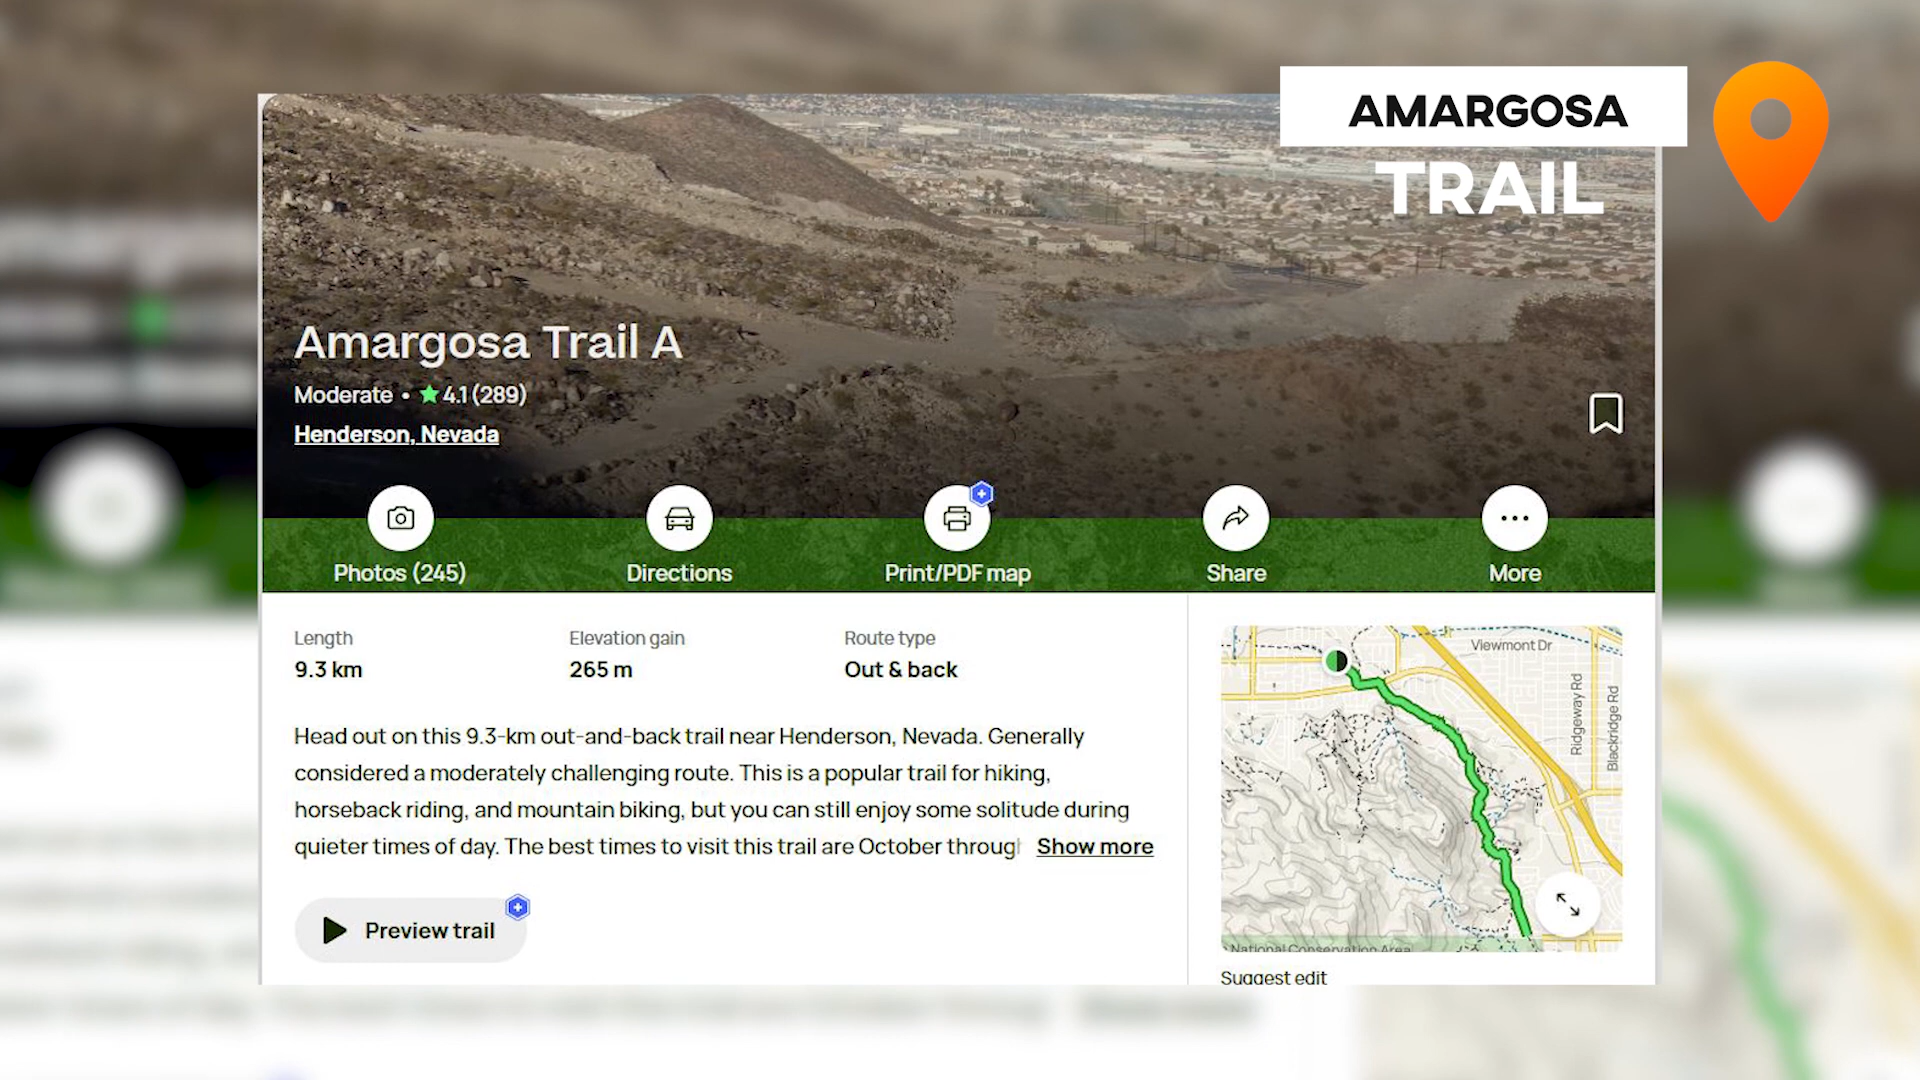 AMARGOSA
TRAIL
Amargosa Trail A
Moderate • ★ 4.1 (289)
Henderson, Nevada
Photos (245)
Directions
Print/PDF map
Share
More
Length
9.3 km
Elevation gain
265 m
Route type
Out & back
Head out on this 9.3-km out-and-back trail near Henderson, Nevada. Generally
considered a moderately challenging route. This is a popular trail for hiking,
horseback riding, and mountain biking, but you can still enjoy some solitude during
quieter times of day. The best times to visit this trail are October through Show more
Preview trail
Viewmont Dr
Ridgeway Rd
Blackridge Rd
National Conservation Area
Suggest edit